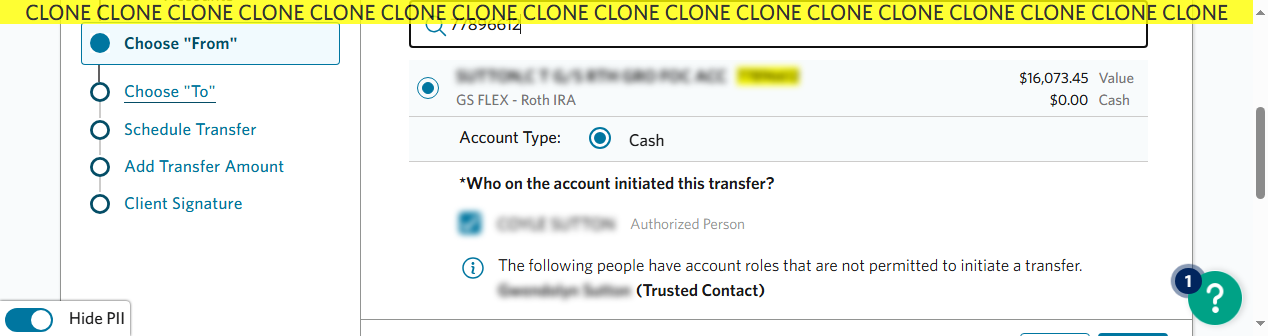 CLONE CLONE CLONE CLONE CLONE CLONE CLONE CLONE CLONE CLONE CLONE CLONE CLONE CLONE CLONE CLONE CLONE
Choose "From"
Choose "To"
Schedule Transfer
Add Transfer Amount
Client Signature
77896612
$16,073.45 Value
GS FLEX - Roth IRA
$0.00 Cash
Account Type: Cash
*Who on the account initiated this transfer?
Authorized Person
The following people have account roles that are not permitted to initiate a transfer.
(Trusted Contact)
1
?
Hide PII